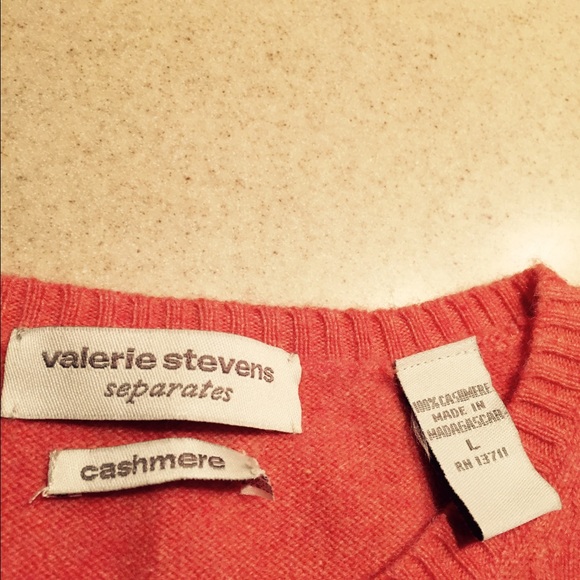 valerie stevens
separates
cashmere
100% CASHMERE
MADE IN
MADAGASCAR
L
RN 13711